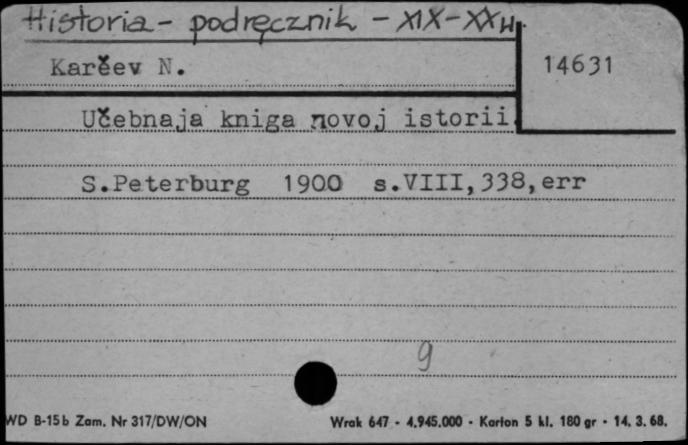 Historia - podręcznik - XIX-XX w.
Karěev N.
14631
Učebnaja kniga novoj istorii.
S.Peterburg 1900 s.VIII,338,err
9
WD B-15b Zam. Nr 317/DW/ON
Wrak 647 - 4.945.000 - Karton 5 kl. 180 gr - 14. 3. 68.